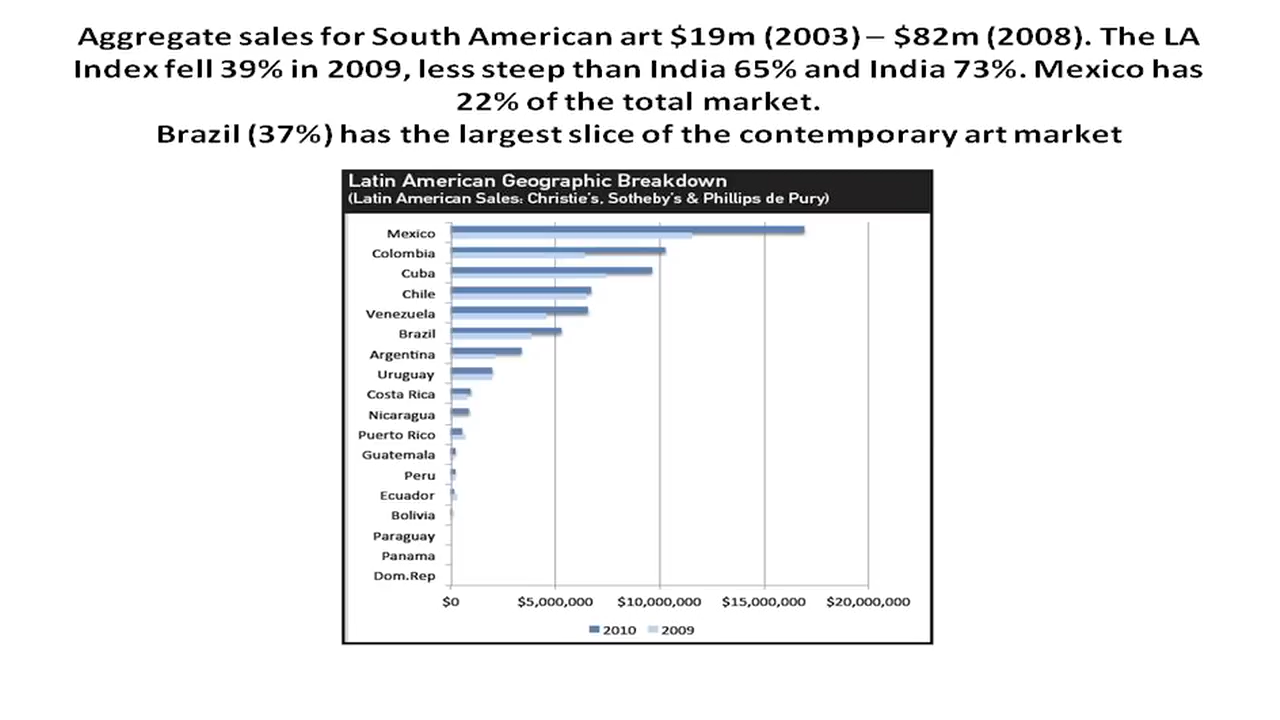 Aggregate sales for South American art $19m (2003) – $82m (2008). The LA
Index fell 39% in 2009, less steep than India 65% and India 73%. Mexico has
22% of the total market.
Brazil (37%) has the largest slice of the contemporary art market
Latin American Geographic Breakdown
(Latin American Sales: Christie's, Sotheby's & Phillips de Pury)
Mexico
Colombia
Cuba
Chile
Venezuela
Brazil
Argentina
Uruguay
Costa Rica
Nicaragua
Puerto Rico
Guatemala
Peru
Ecuador
Bolivia
Paraguay
Panama
Dom.Rep
$0 $5,000,000 $10,000,000 $15,000,000 $20,000,000
2010 2009